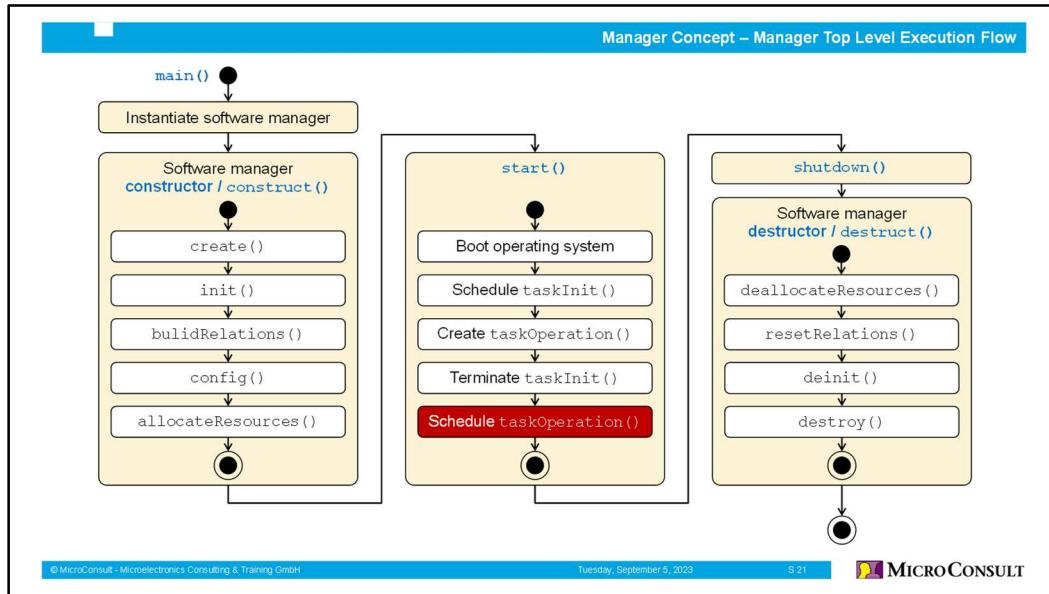 Manager Concept – Manager Top Level Execution Flow
main()
Instantiate software manager
Software manager
constructor / construct()
create()
init()
bulidRelations()
config()
allocateResources()
start()
Boot operating system
Schedule taskInit()
Create taskOperation()
Terminate taskInit()
Schedule taskOperation()
shutdown()
Software manager
destructor / destruct()
deallocateResources()
resetRelations()
deinit()
destroy()
© MicroConsult - Microelectronics Consulting & Training GmbH
Tuesday, September 5, 2023
S 21
MICROCONSULT